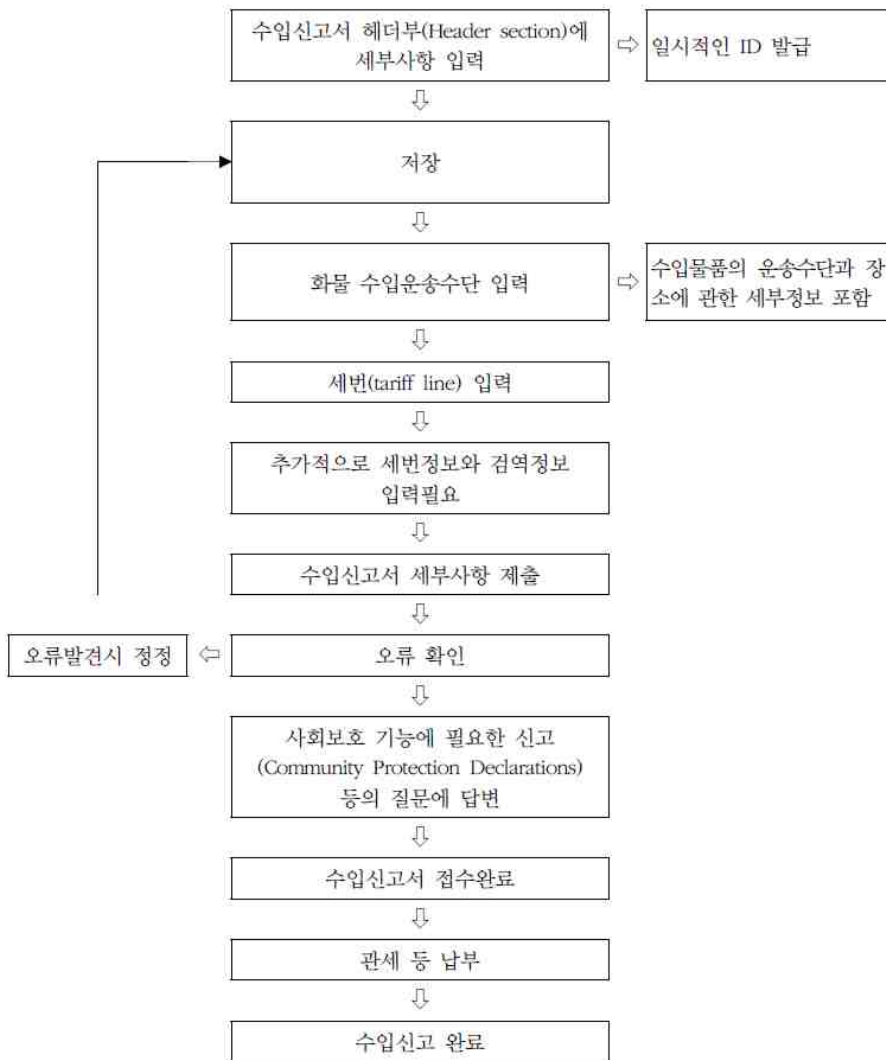 수입신고서 헤더부(Header section)에
세부사항 입력
일시적인 ID 발급
저장
화물 수입운송수단 입력
수입물품의 운송수단과 장
소에 관한 세부정보 포함
세번(tariff line) 입력
추가적으로 세번정보와 검역정보
입력필요
수입신고서 세부사항 제출
오류발견시 정정
오류 확인
사회보호 기능에 필요한 신고
(Community Protection Declarations)
등의 질문에 답변
수입신고서 접수완료
관세 등 납부
수입신고 완료